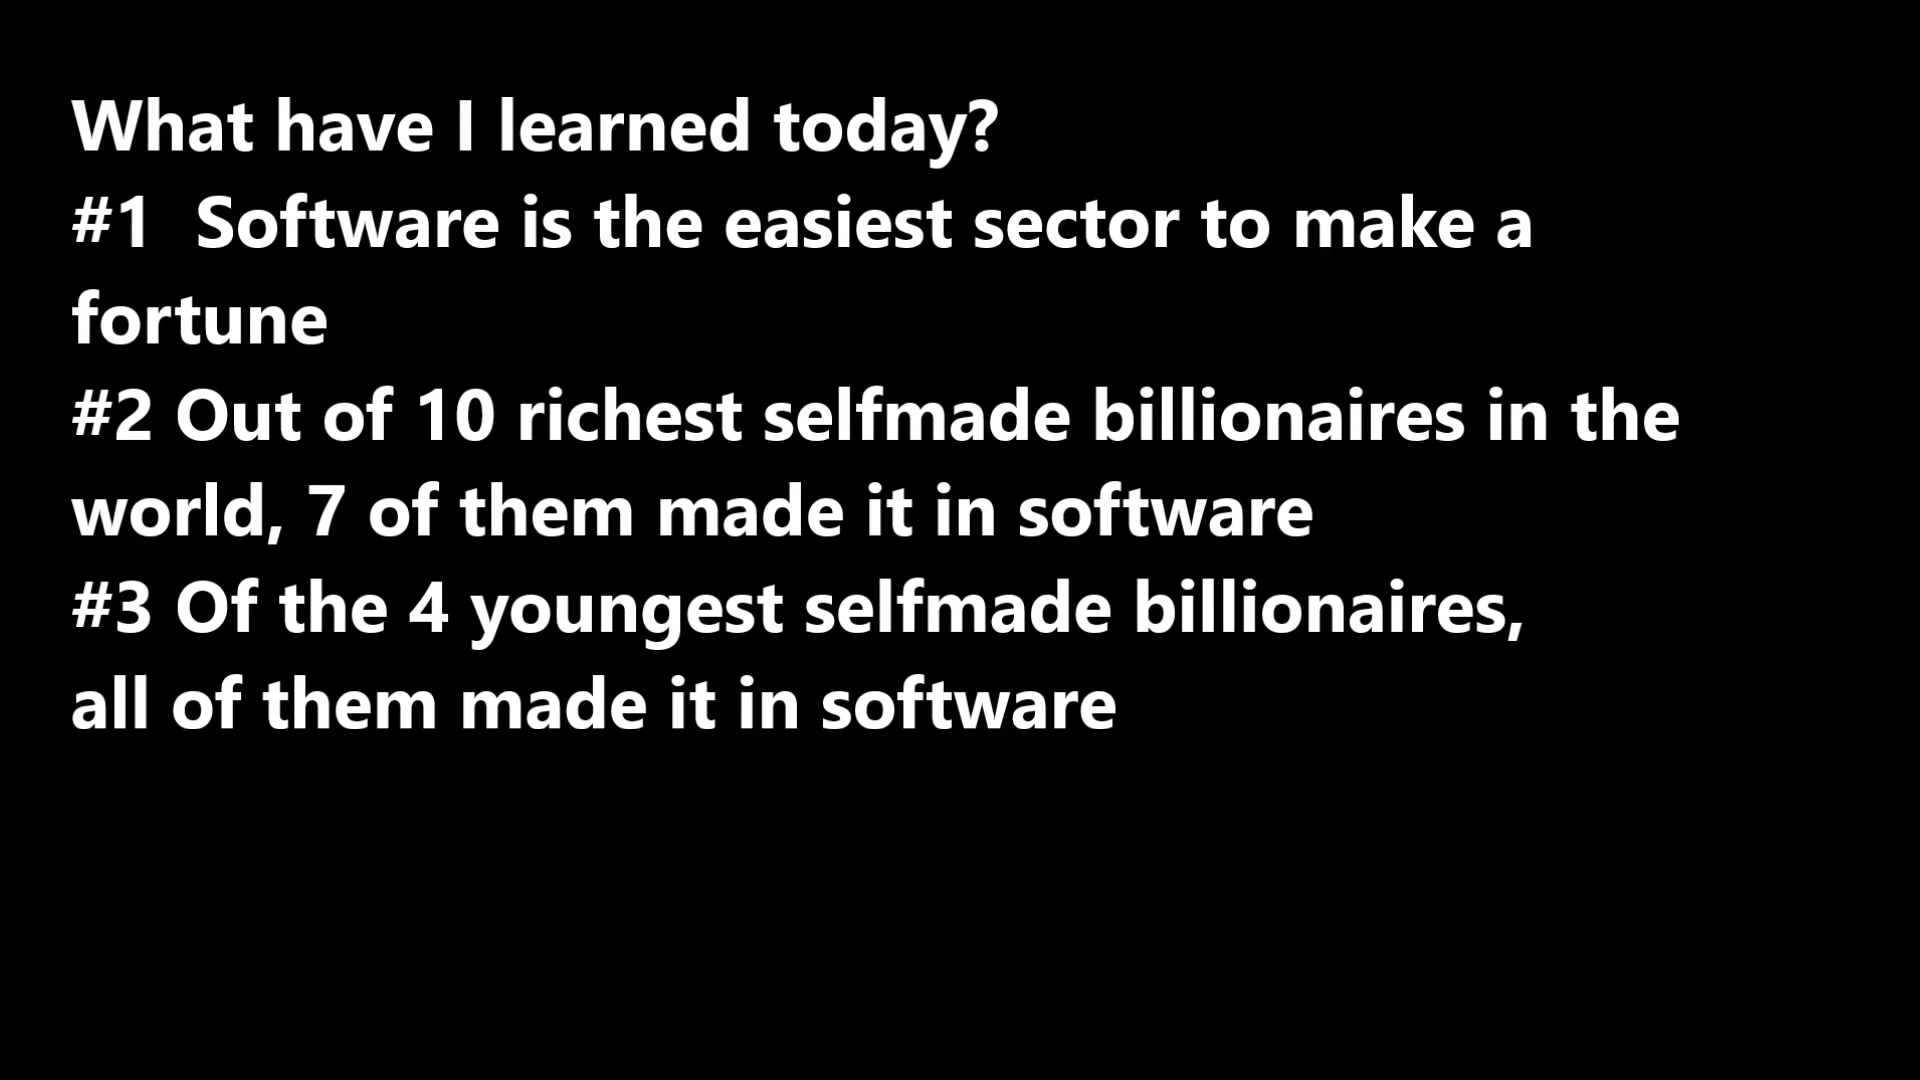 What have I learned today?
#1  Software is the easiest sector to make a
fortune
#2 Out of 10 richest selfmade billionaires in the
world, 7 of them made it in software
#3 Of the 4 youngest selfmade billionaires,
all of them made it in software